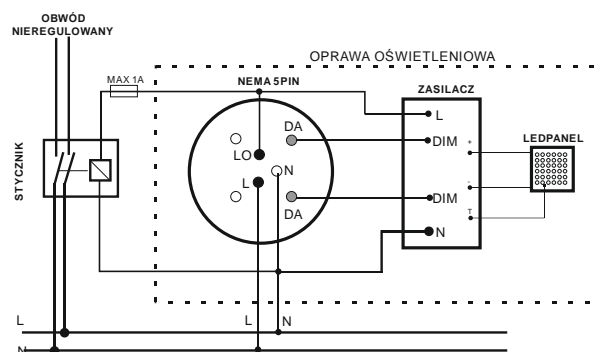 OBWÓD
NIEREGULOWANY
OPRAWA OŚWIETLENIOWA
MAX 1A
NEMA 5PIN
ZASILACZ
L
DA
DIM
+
LEDPANEL
STYCZNIK
LO
N
L
-
DA
DIM
T
N
L
L
N
N